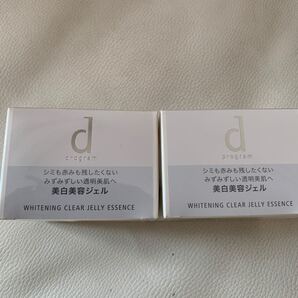 d
program
シミも赤みも残したくない
みずみずしい透明美肌へ
美白美容ジェル
WHITENING CLEAR JELLY ESSENCE
d
program
シミも赤みも残したくない
みずみずしい透明美肌へ
美白美容ジェル
WHITENING CLEAR JELLY ESSENCE